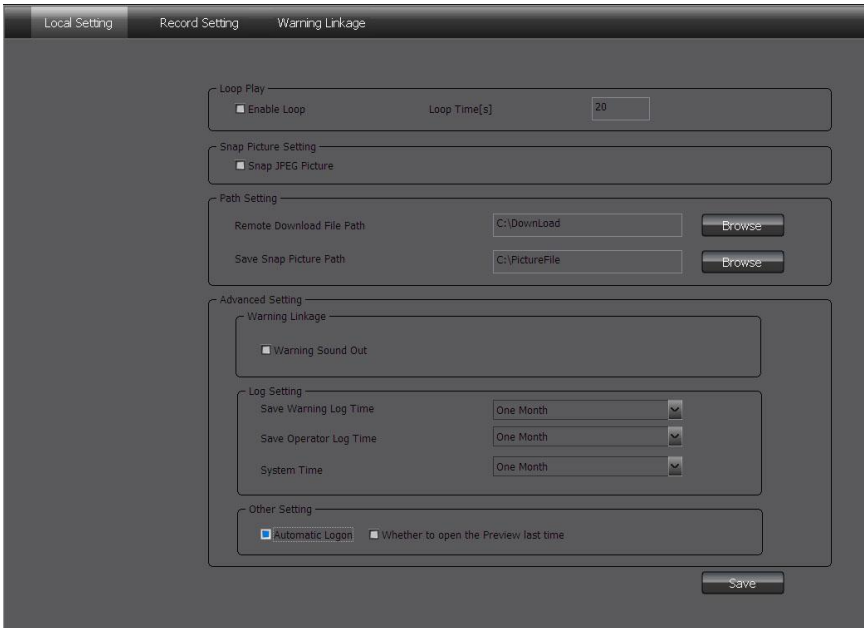 Local Setting Record Setting Warning Linkage
Loop Play
Enable Loop Loop Time[s] 20
Snap Picture Setting
Snap JPEG Picture
Path Setting
Remote Download File Path C:\DownLoad Browse
Save Snap Picture Path C:\PictureFile Browse
Advanced Setting
Warning Linkage
Warning Sound Out
Log Setting
Save Warning Log Time One Month
Save Operator Log Time One Month
System Time One Month
Other Setting
Automatic Logon Whether to open the Preview last time
Save